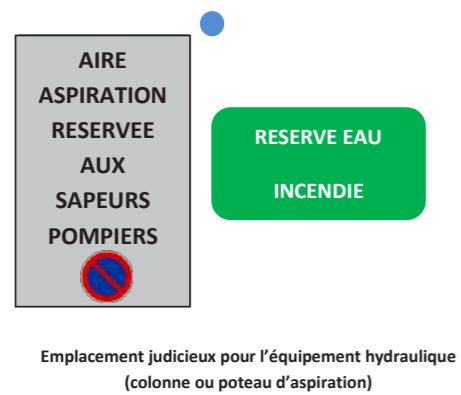 AIRE
ASPIRATION
RESERVEE
AUX
SAPEURS
POMPIERS
RESERVE EAU
INCENDIE
Emplacement judicieux pour l’équipement hydraulique
(colonne ou poteau d’aspiration)